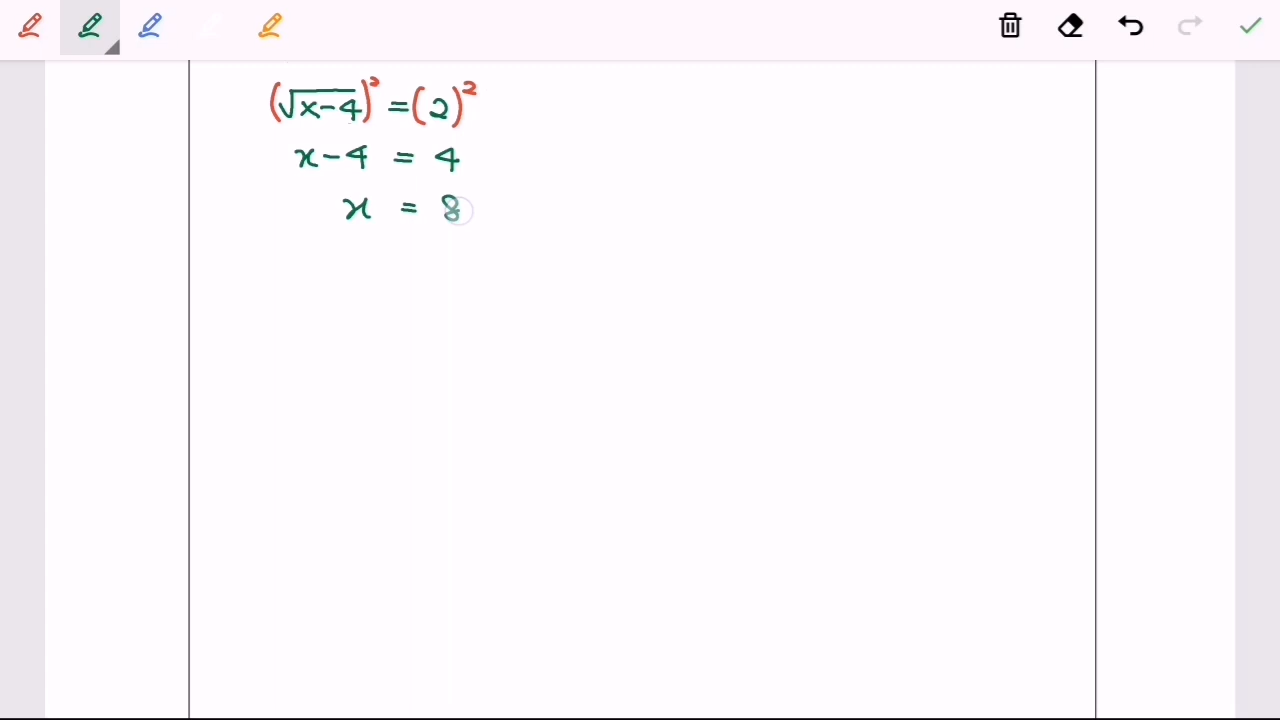 (√x-4)² = (2)²
x-4 = 4
x = 8